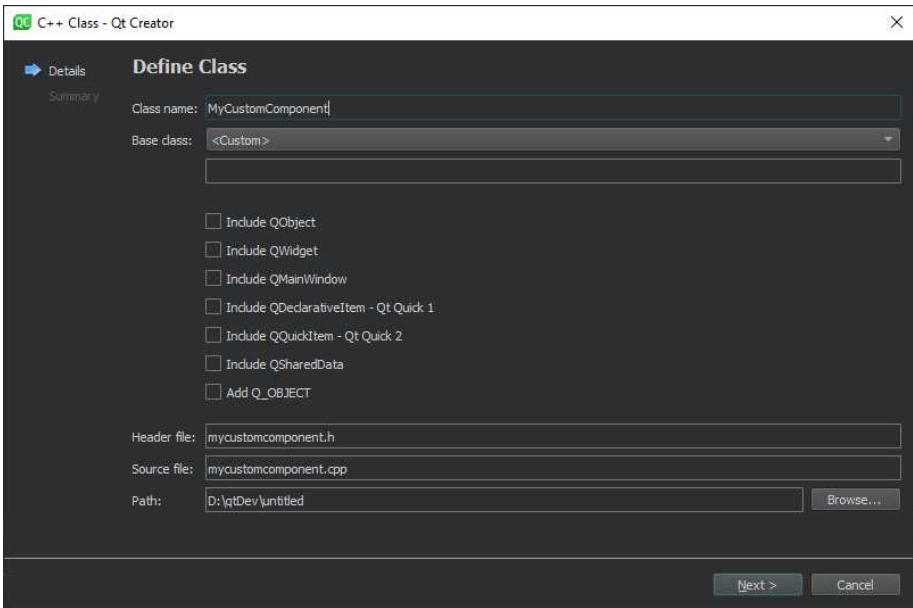 QC C++ Class - Qt Creator
Details
Summary
Define Class
Class name: MyCustomComponent
Base class: <Custom>
Include QObject
Include QWidget
Include QMainWindow
Include QDeclarativeItem - Qt Quick 1
Include QQuickItem - Qt Quick 2
Include QSharedData
Add Q_OBJECT
Header file: mycustomcomponent.h
Source file: mycustomcomponent.cpp
Path: D:\qtDev\untitled Browse...
Next > Cancel